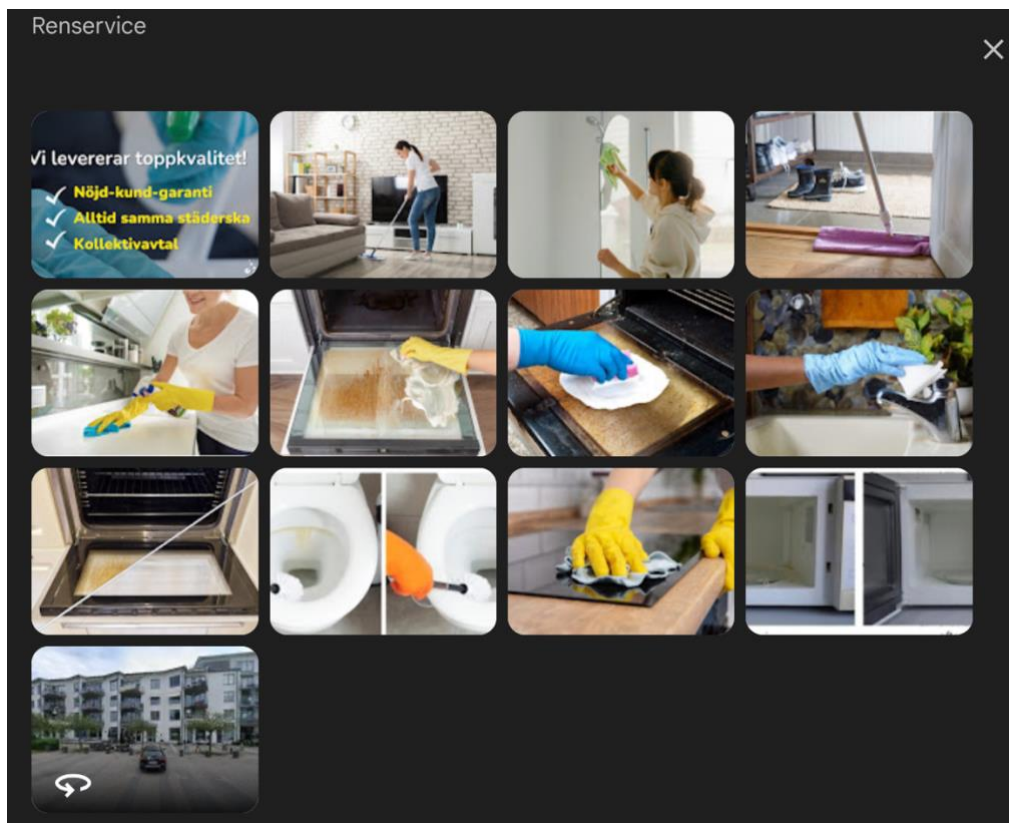 Renservice
Vi levererar toppkvalitet!
Nöjd-kund-garanti
Alltid samma städerska
Kollektivavtal